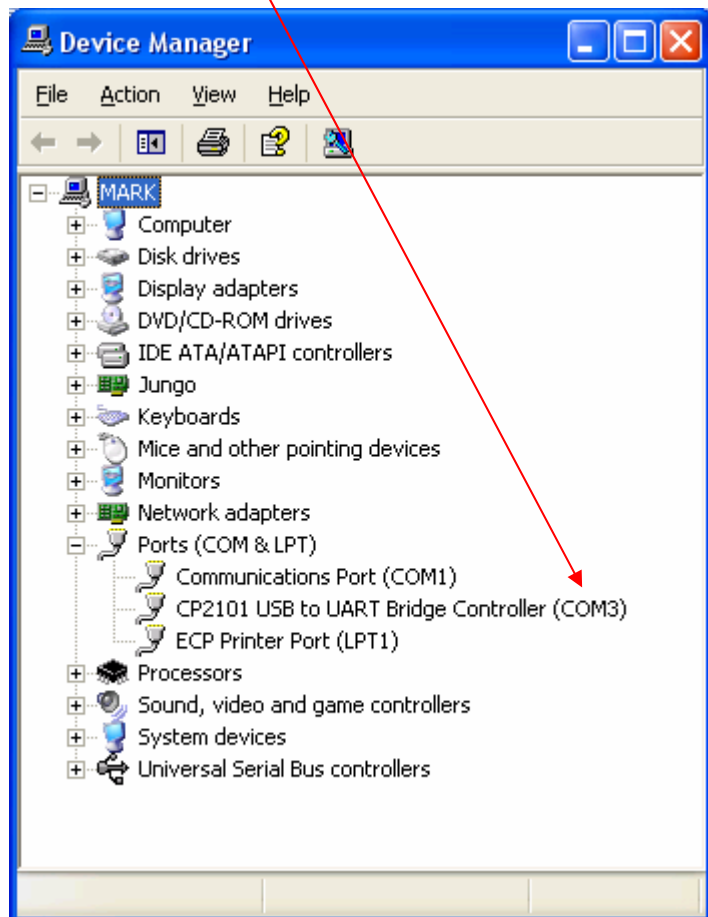 Device Manager
File Action View Help
MARK
Computer
Disk drives
Display adapters
DVD/CD-ROM drives
IDE ATA/ATAPI controllers
Jungo
Keyboards
Mice and other pointing devices
Monitors
Network adapters
Ports (COM & LPT)
Communications Port (COM1)
CP2101 USB to UART Bridge Controller (COM3)
ECP Printer Port (LPT1)
Processors
Sound, video and game controllers
System devices
Universal Serial Bus controllers